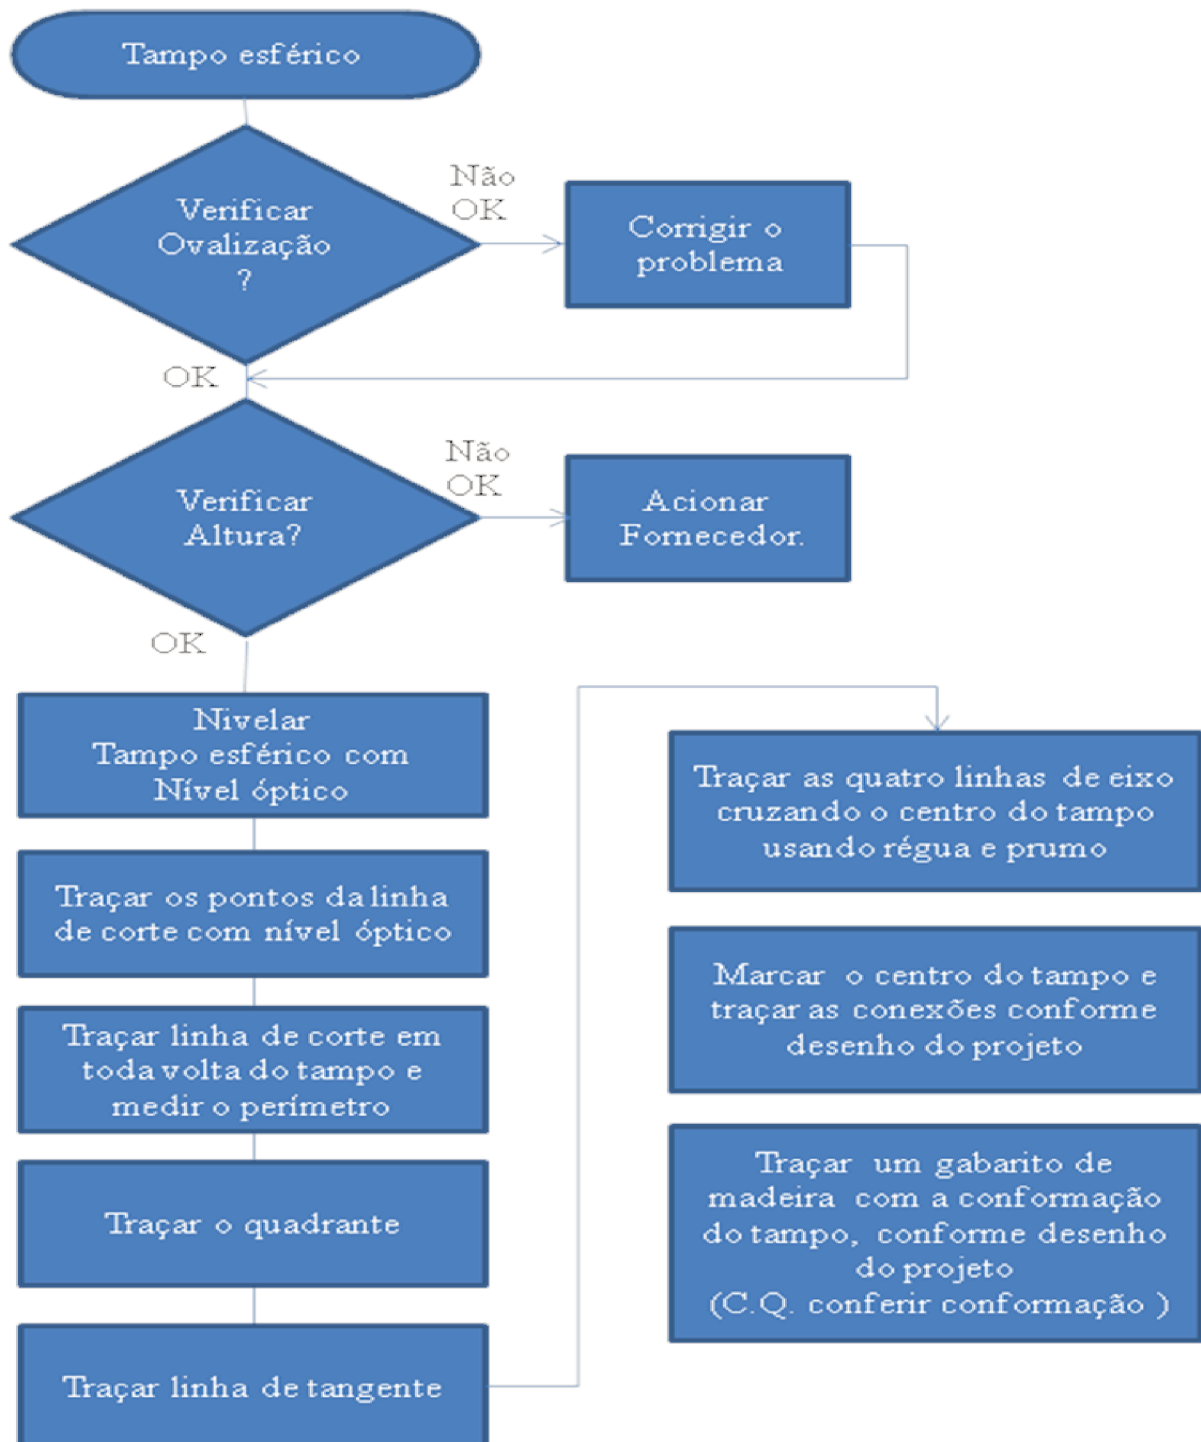 Tampo esférico
Verificar
Ovalização
?
Não
OK
Corrigir o
problema
OK
Verificar
Altura?
Não
OK
Acionar
Fornecedor.
OK
Nivelar
Tampo esférico com
Nível óptico
Traçar os pontos da linha
de corte com nível óptico
Traçar linha de corte em
toda volta do tampo e
medir o perímetro
Traçar o quadrante
Traçar linha de tangente
Traçar as quatro linhas de eixo
cruzando o centro do tampo
usando régua e prumo
Marcar o centro do tampo e
traçar as conexões conforme
desenho do projeto
Traçar um gabarito de
madeira com a conformação
do tampo, conforme desenho
do projeto
(C.Q. conferir conformação )